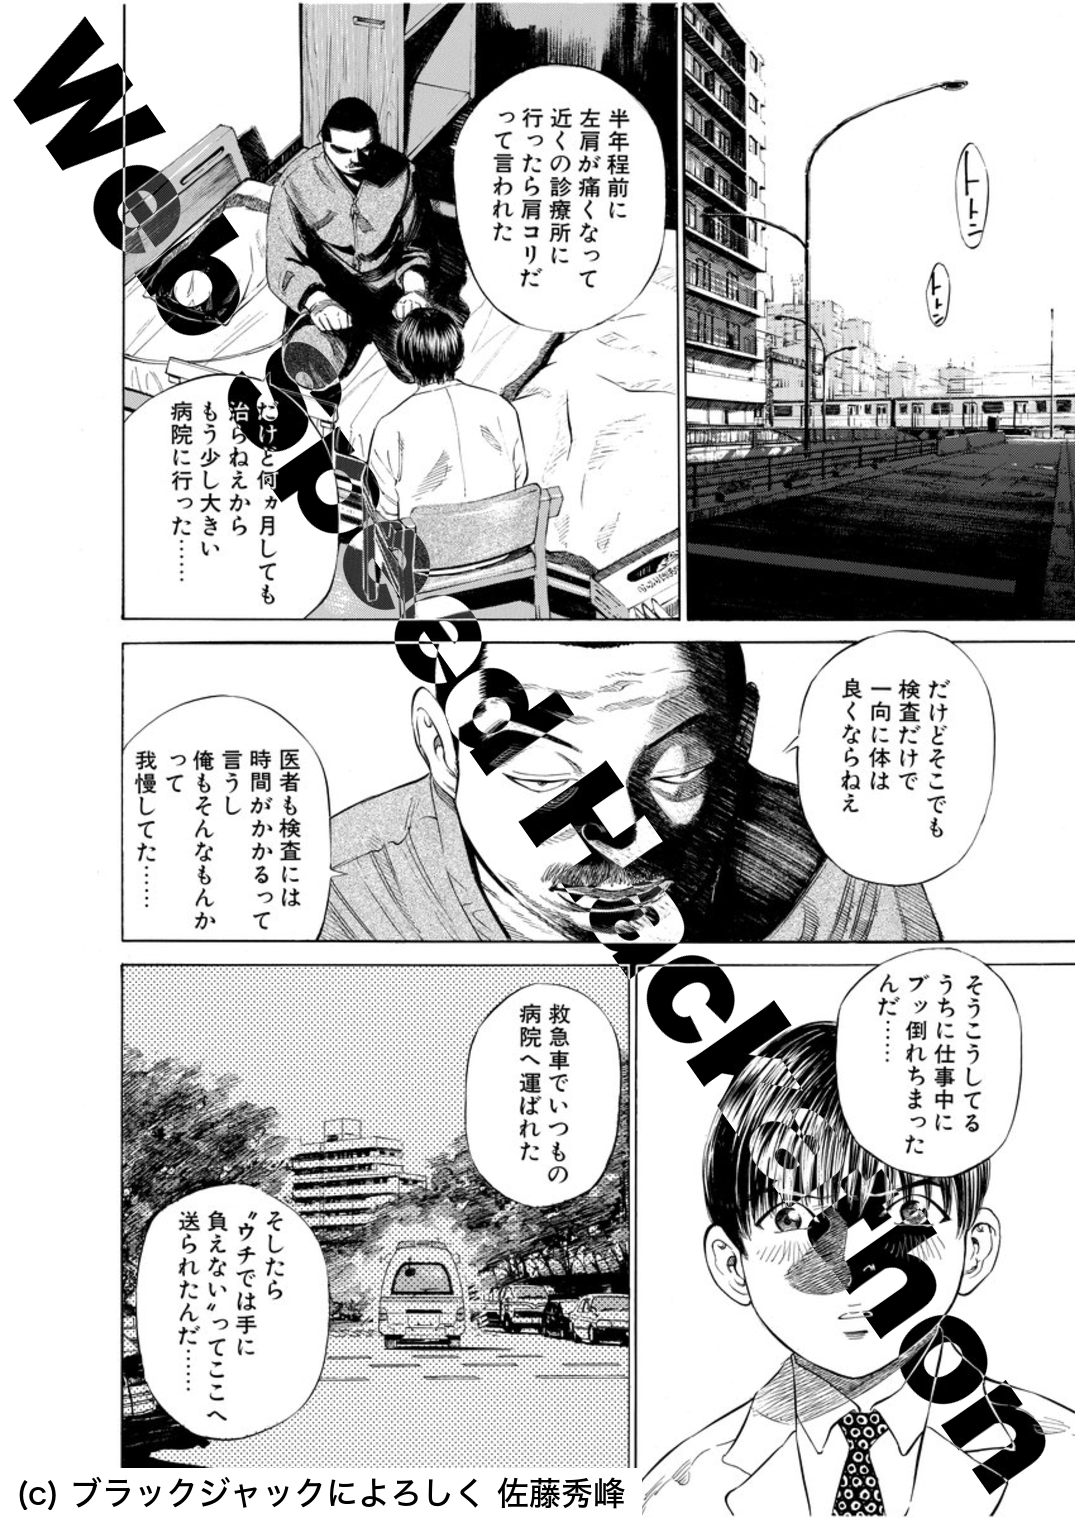 トトン
トトン
半年程前に
左肩が痛くなって
近くの診療所に
行ったら肩コリだ
って言われた
だけど何ヵ月しても
治らねえから
もう少し大きい
病院に行った……
だけどそこでも
検査だけで
一向に体は
良くならねえ
医者も検査には
時間がかかるって
言うし
俺もそんなもんか
って
我慢してた……
そうこうしてる
うちに仕事中に
ブッ倒れちまった
んだ……
救急車でいつもの
病院へ運ばれた
そしたら
〝ウチでは手に
負えない〟ってここへ
送られたんだ……
(c) ブラックジャックによろしく 佐藤秀峰